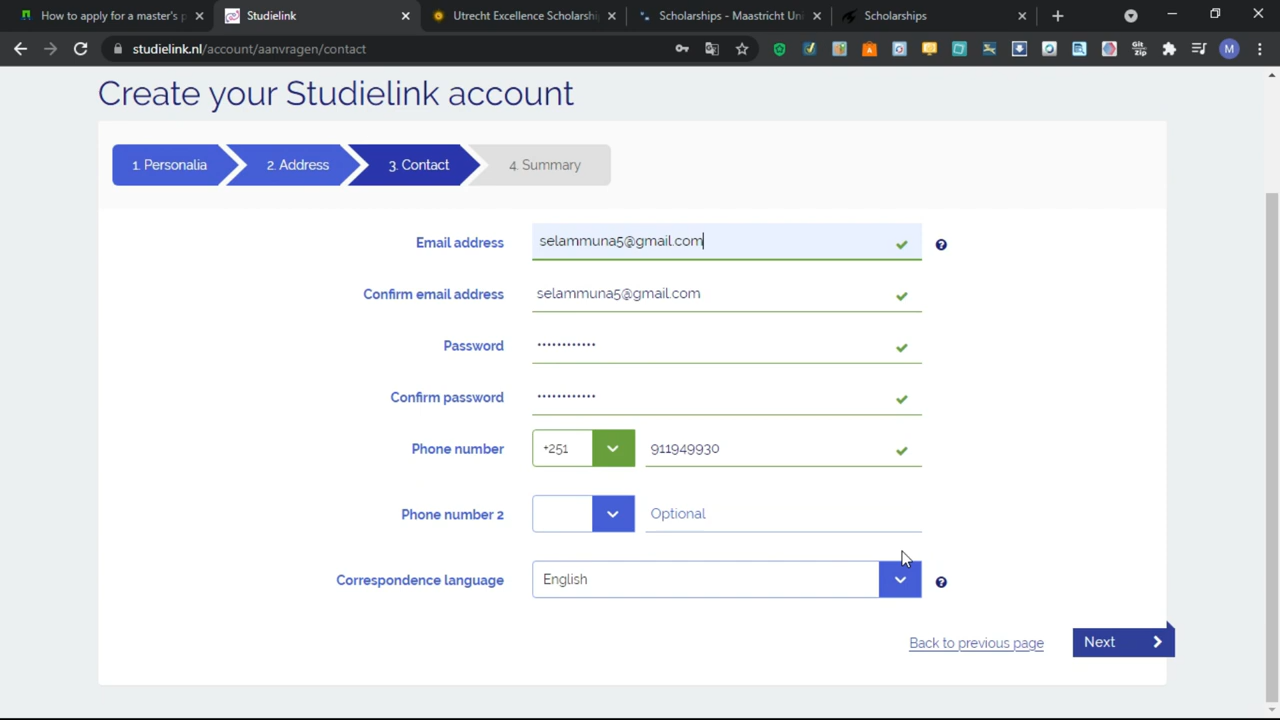 How to apply for a master's p
Studielink
Utrecht Excellence Scholarship
Scholarships - Maastricht Uni
Scholarships
studielink.nl/account/aanvragen/contact
Git
Zip
M
Create your Studielink account
1. Personalia
2. Address
3. Contact
4. Summary
Email address
selammuna5@gmail.com
Confirm email address
selammuna5@gmail.com
Password
••••••••••••
Confirm password
••••••••••••
Phone number
+251
911949930
Phone number 2
Optional
Correspondence language
English
Back to previous page
Next